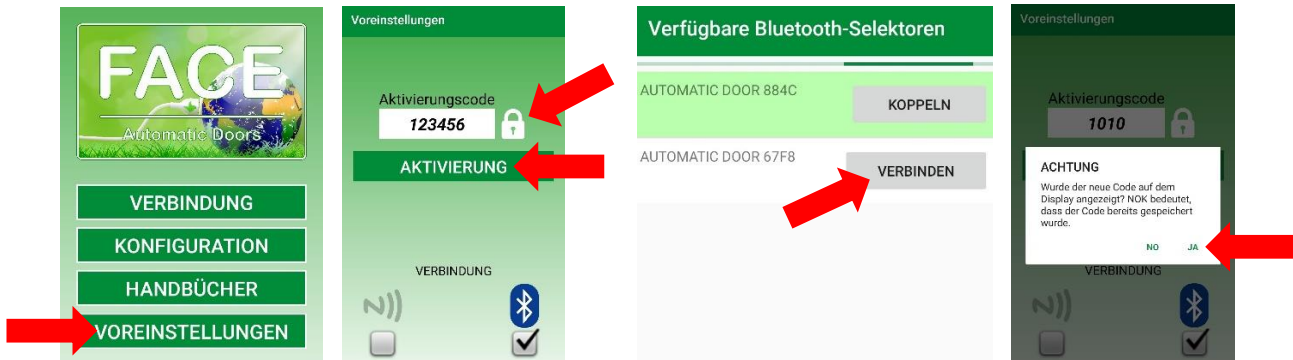 FACE
Automatic Doors
VERBINDUNG
KONFIGURATION
HANDBÜCHER
VOREINSTELLUNGEN
Voreinstellungen
Aktivierungscode
123456
AKTIVIERUNG
VERBINDUNG
Verfügbare Bluetooth-Selektoren
AUTOMATIC DOOR 884C
KOPPELN
AUTOMATIC DOOR 67F8
VERBINDEN
Voreinstellungen
Aktivierungscode
1010
ACHTUNG
Wurde der neue Code auf dem
Display angezeigt? NOK bedeutet,
dass der Code bereits gespeichert
wurde.
NO JA
VERBINDUNG